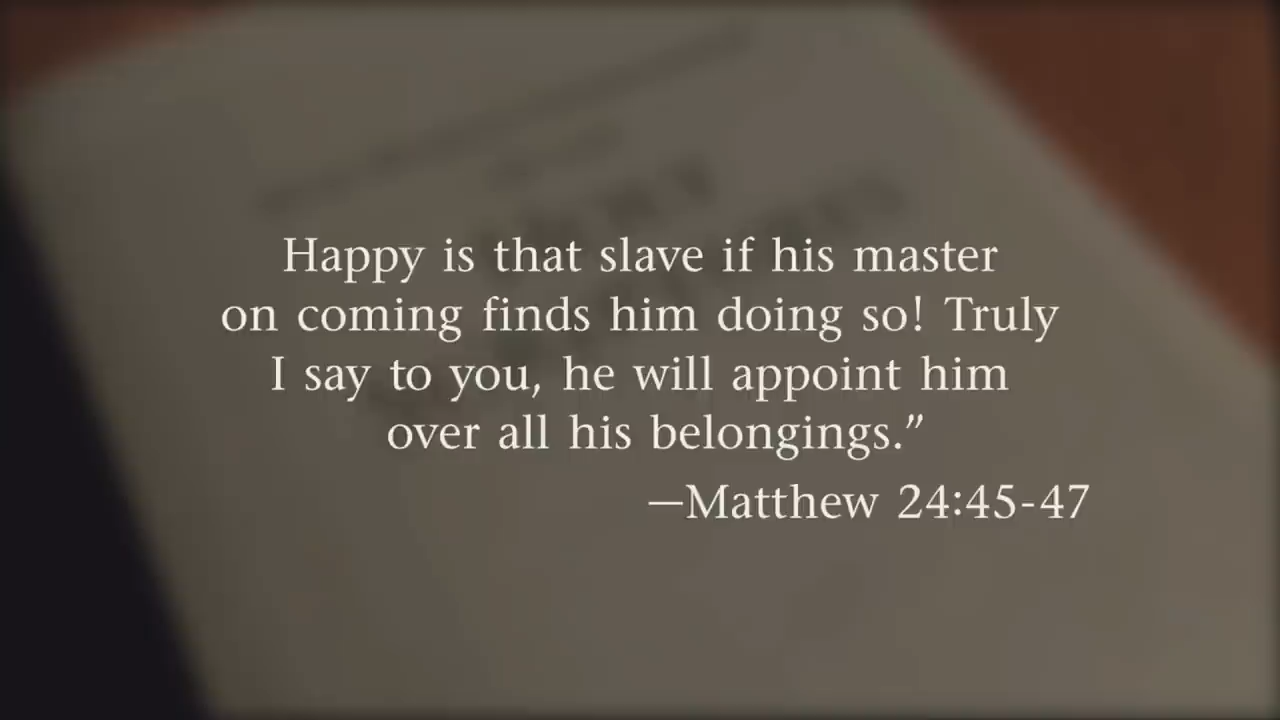 Happy is that slave if his master
on coming finds him doing so! Truly
I say to you, he will appoint him
over all his belongings.”
—Matthew 24:45-47